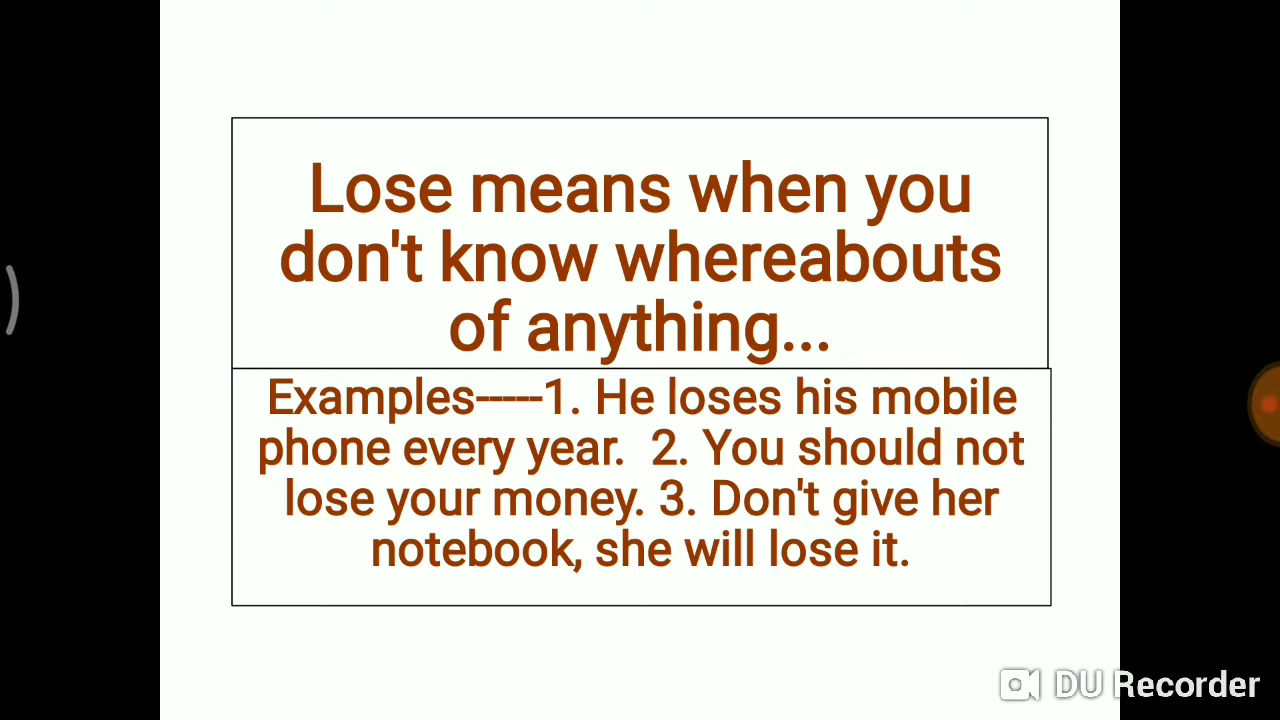 Lose means when you
don't know whereabouts
of anything...
Examples-----1. He loses his mobile
phone every year.  2. You should not
lose your money. 3. Don't give her
notebook, she will lose it.
DU Recorder